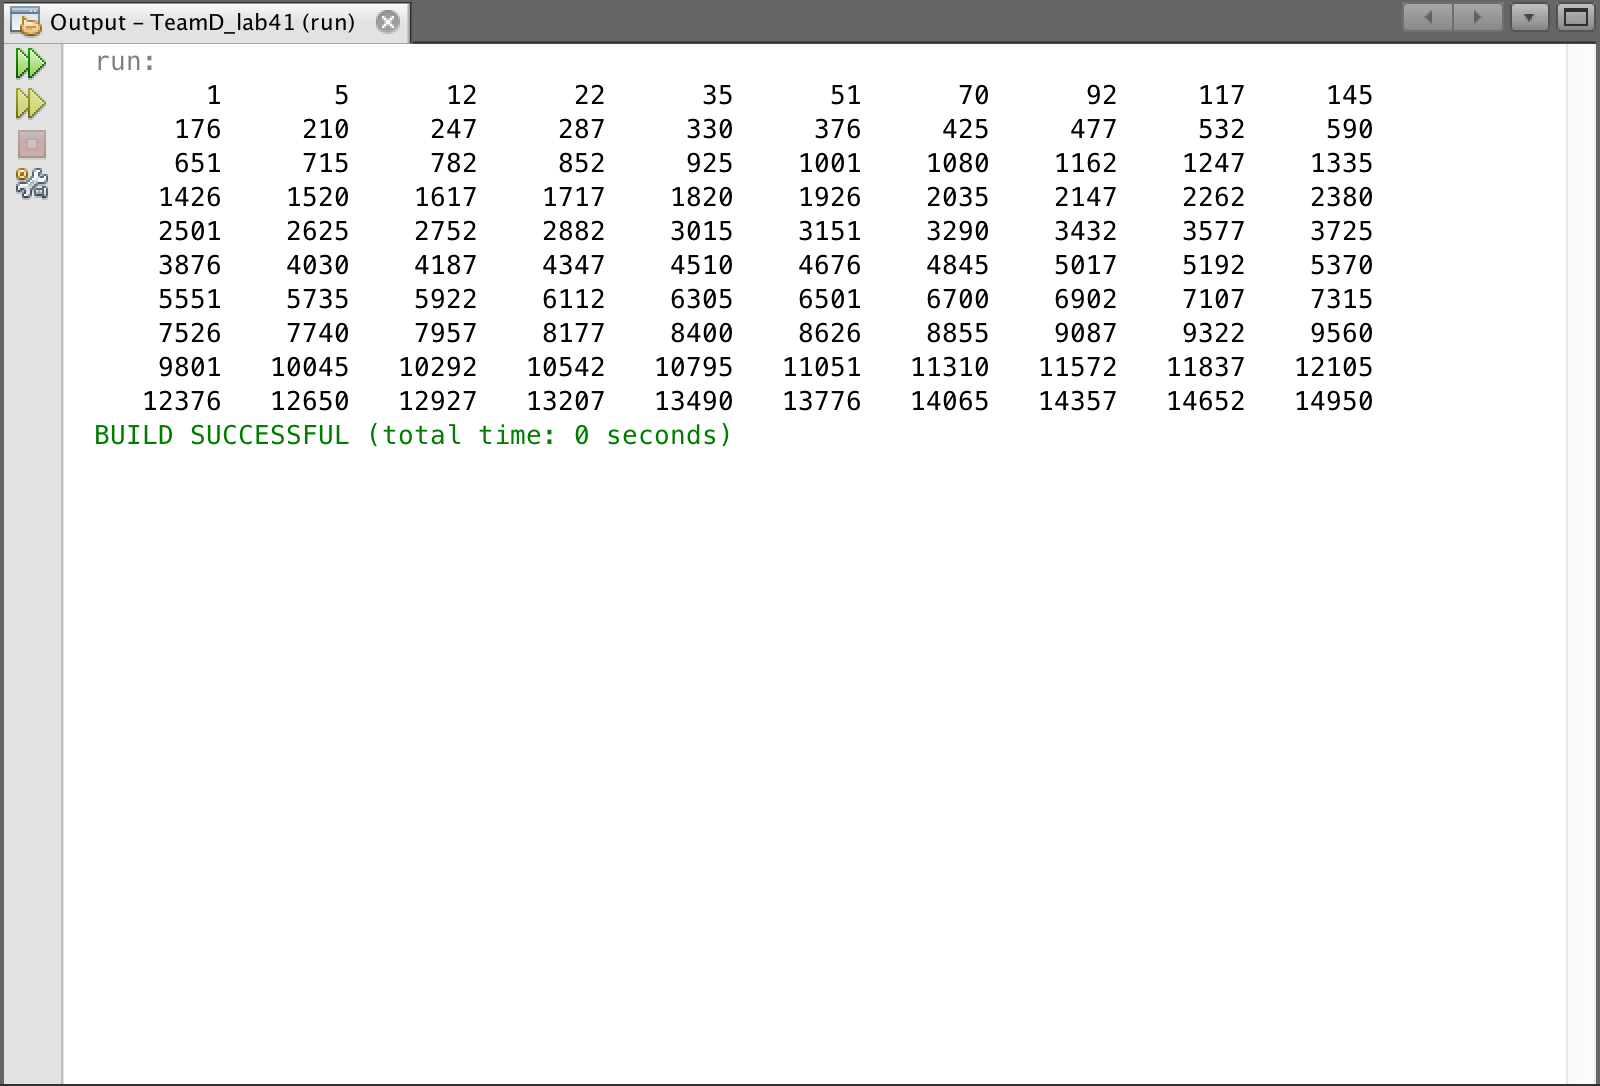 Output – TeamD_lab41 (run)
run:
1 5 12 22 35 51 70 92 117 145
176 210 247 287 330 376 425 477 532 590
651 715 782 852 925 1001 1080 1162 1247 1335
1426 1520 1617 1717 1820 1926 2035 2147 2262 2380
2501 2625 2752 2882 3015 3151 3290 3432 3577 3725
3876 4030 4187 4347 4510 4676 4845 5017 5192 5370
5551 5735 5922 6112 6305 6501 6700 6902 7107 7315
7526 7740 7957 8177 8400 8626 8855 9087 9322 9560
9801 10045 10292 10542 10795 11051 11310 11572 11837 12105
12376 12650 12927 13207 13490 13776 14065 14357 14652 14950
BUILD SUCCESSFUL (total time: 0 seconds)